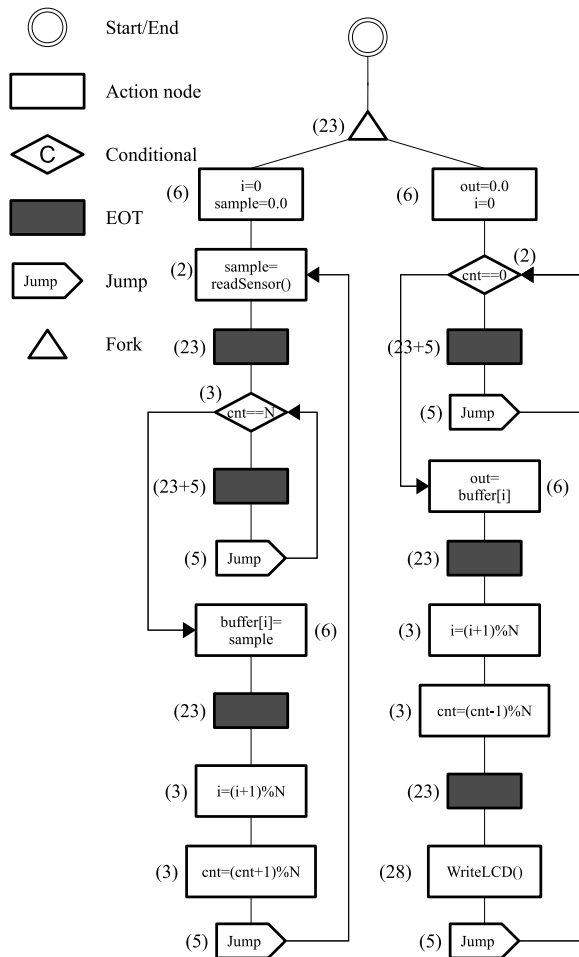 Start/End
Action node
C
Conditional
EOT
Jump
Jump
Fork
(23)
(6)
i=0
sample=0.0
(2)
sample=
readSensor()
(23)
(3)
cnt==N
(23+5)
(5)
Jump
buffer[i]=
sample
(6)
(23)
(3)
i=(i+1)%N
(3)
cnt=(cnt+1)%N
(5)
Jump
(6)
out=0.0
i=0
(2)
cnt==0
(23+5)
(5)
Jump
out=
buffer[i]
(6)
(23)
(3)
i=(i+1)%N
(3)
cnt=(cnt-1)%N
(23)
(28)
WriteLCD()
(5)
Jump